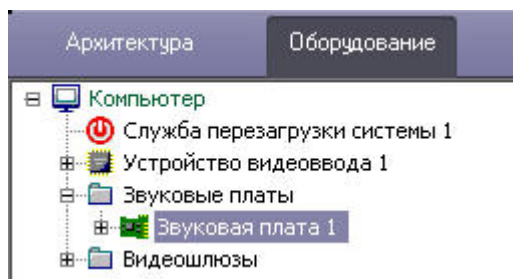 Архитектура Оборудование
Компьютер
Служба перезагрузки системы 1
Устройство видеоввода 1
Звуковые платы
Звуковая плата 1
Видеошлюзы